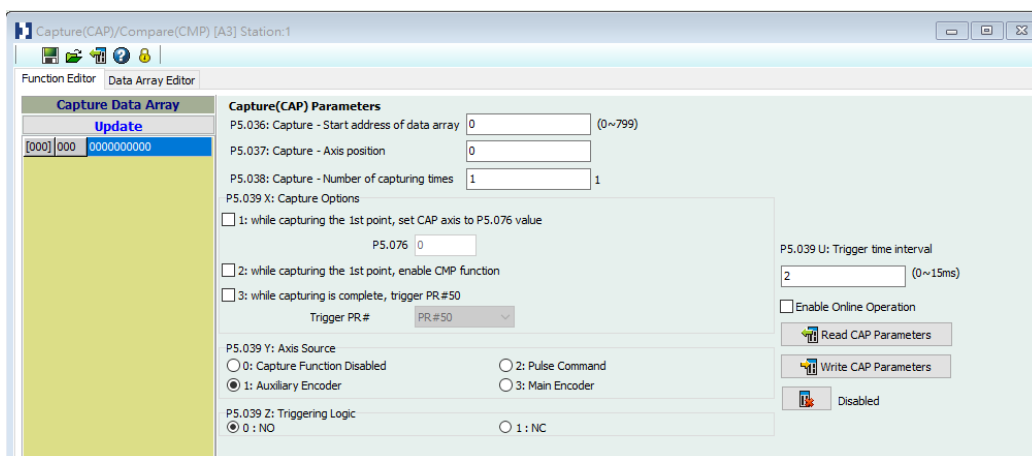 Capture(CAP)/Compare(CMP) [A3] Station:1
Function Editor Data Array Editor
Capture Data Array
Update
[000] 000 0000000000
Capture(CAP) Parameters
P5.036: Capture - Start address of data array 0 (0~799)
P5.037: Capture - Axis position 0
P5.038: Capture - Number of capturing times 1 1
P5.039 X: Capture Options
1: while capturing the 1st point, set CAP axis to P5.076 value
P5.076 0
2: while capturing the 1st point, enable CMP function
3: while capturing is complete, trigger PR#50
Trigger PR# PR#50
P5.039 Y: Axis Source
0: Capture Function Disabled 2: Pulse Command
1: Auxiliary Encoder 3: Main Encoder
P5.039 Z: Triggering Logic
0 : NO 1 : NC
P5.039 U: Trigger time interval
2 (0~15ms)
Enable Online Operation
Read CAP Parameters
Write CAP Parameters
Disabled